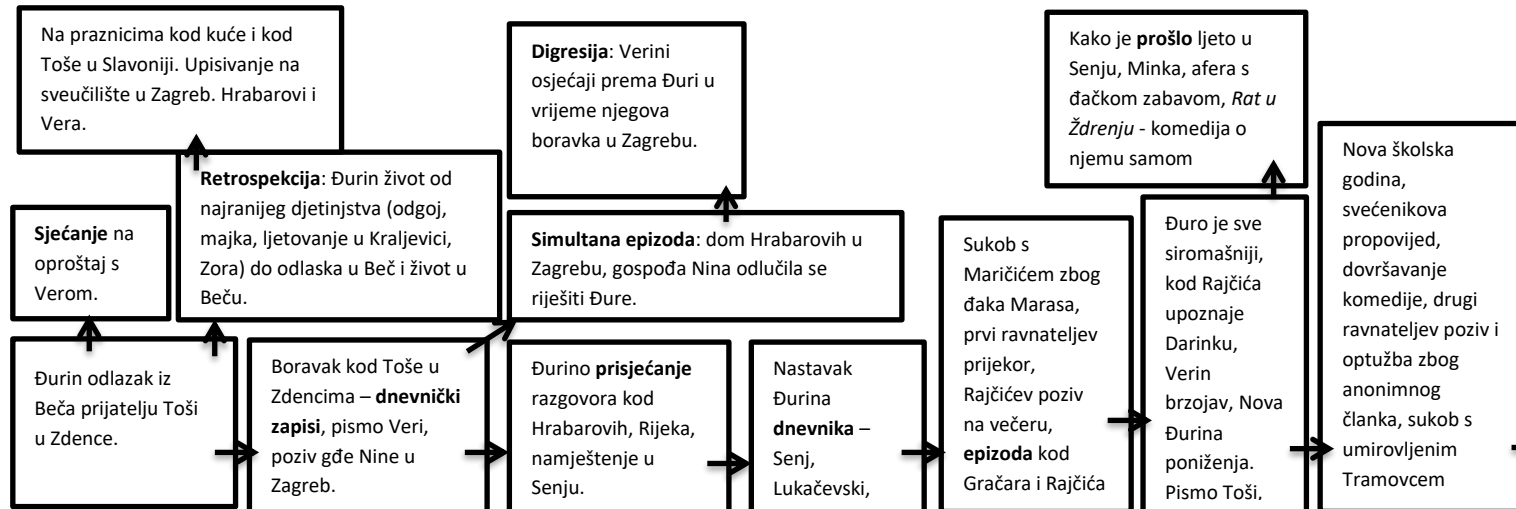 Na praznicima kod kuće i kod
Toše u Slavoniji. Upisivanje na
sveučilište u Zagreb. Hrabarovi i
Vera.
Digresija: Verini
osjećaji prema Đuri u
vrijeme njegova
boravka u Zagrebu.
Kako je prošlo ljeto u
Senju, Minka, afera s
đačkom zabavom, Rat u
Ždrenju - komedija o
njemu samom
Sjećanje na
oproštaj s
Verom.
Retrospekcija: Đurin život od
najranijeg djetinjstva (odgoj,
majka, ljetovanje u Kraljevici,
Zora) do odlaska u Beč i život u
Beču.
Simultana epizoda: dom Hrabarovih u
Zagrebu, gospođa Nina odlučila se
riješiti Đure.
Đurin odlazak iz
Beča prijatelju Toši
u Zdence.
Boravak kod Toše u
Zdencima – dnevnički
zapisi, pismo Veri,
poziv gđe Nine u
Zagreb.
Đurino prisjećanje
razgovora kod
Hrabarovih, Rijeka,
namještenje u
Senju.
Nastavak
Đurina
dnevnika –
Senj,
Lukačevski,
Sukob s
Maričićem zbog
đaka Marasa,
prvi ravnateljev
prijekor,
Rajčićev poziv
na večeru,
epizoda kod
Gračara i Rajčića
Đuro je sve
siromašniji,
kod Rajčića
upoznaje
Darinku,
Verin
brzojav, Nova
Đurina
poniženja.
Pismo Toši,
Nova školska
godina,
svećenikova
propovijed,
dovršavanje
komedije, drugi
ravnateljev poziv i
optužba zbog
anonimnog
članka, sukob s
umirovljenim
Tramovcem